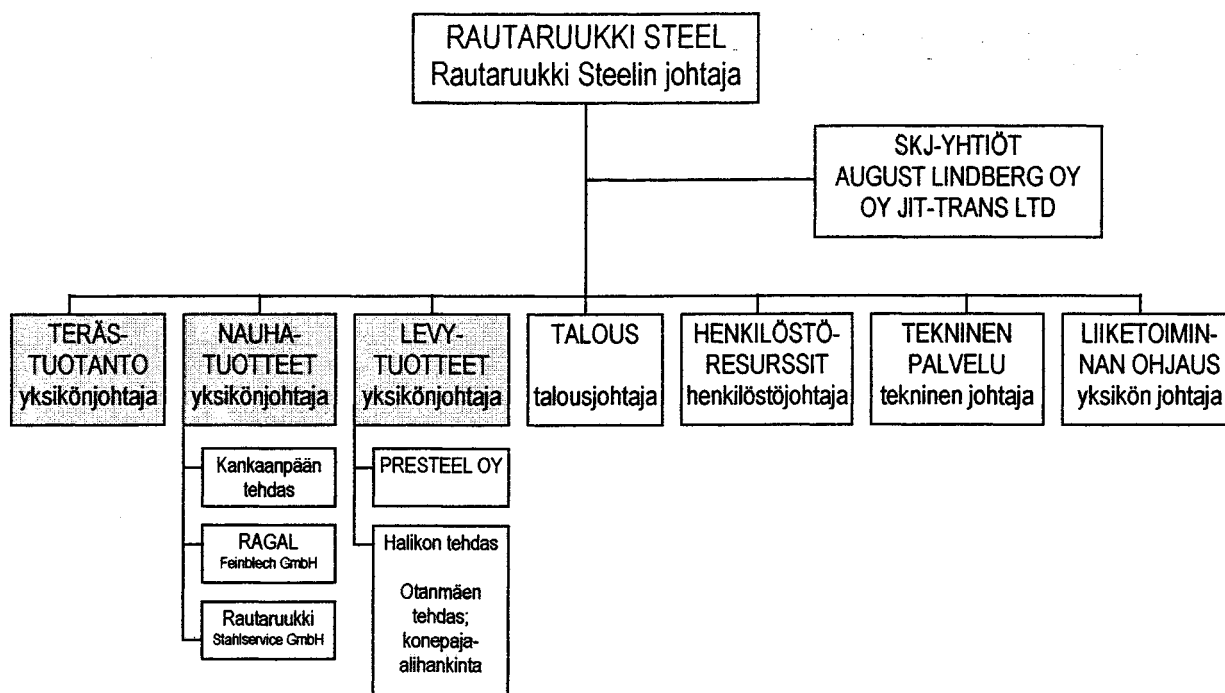 RAUTARUUKKI STEEL
Rautaruukki Steelin johtaja
SKJ-YHTIÖT
AUGUST LINDBERG OY
OY JIT-TRANS LTD
TERÄS-
TUOTANTO
yksikönjohtaja
NAUHA-
TUOTTEET
yksikönjohtaja
LEVY-
TUOTTEET
yksikönjohtaja
TALOUS
talousjohtaja
HENKILÖSTÖ-
RESURSSIT
henkilöstöjohtaja
TEKNINEN
PALVELU
tekninen johtaja
LIIKETOIMIN-
NAN OHJAUS
yksikön johtaja
Kankaanpään
tehdas
RAGAL
Feinblech GmbH
Rautaruukki
Stahlservice GmbH
PRESTEEL OY
Halikon tehdas
Otanmäen
tehdas;
konepaja-
alihankinta